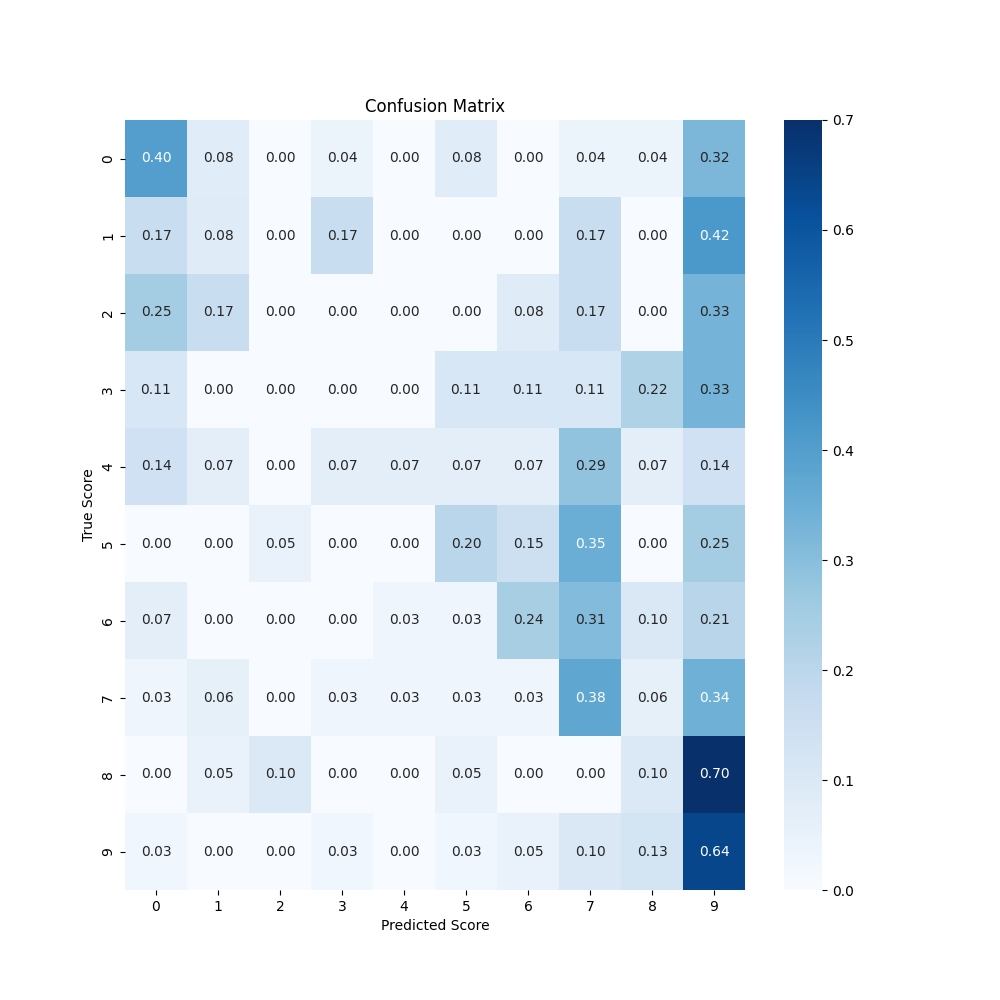 Confusion Matrix
0 0.40 0.08 0.00 0.04 0.00 0.08 0.00 0.04 0.04 0.32
1 0.17 0.08 0.00 0.17 0.00 0.00 0.00 0.17 0.00 0.42
2 0.25 0.17 0.00 0.00 0.00 0.00 0.08 0.17 0.00 0.33
3 0.11 0.00 0.00 0.00 0.00 0.11 0.11 0.11 0.22 0.33
4 0.14 0.07 0.00 0.07 0.07 0.07 0.07 0.29 0.07 0.14
5 0.00 0.00 0.05 0.00 0.00 0.20 0.15 0.35 0.00 0.25
6 0.07 0.00 0.00 0.00 0.03 0.03 0.24 0.31 0.10 0.21
7 0.03 0.06 0.00 0.03 0.03 0.03 0.03 0.38 0.06 0.34
8 0.00 0.05 0.10 0.00 0.00 0.05 0.00 0.00 0.10 0.70
9 0.03 0.00 0.00 0.03 0.00 0.03 0.05 0.10 0.13 0.64
0 1 2 3 4 5 6 7 8 9
Predicted Score
True Score
0.7
0.6
0.5
0.4
0.3
0.2
0.1
0.0